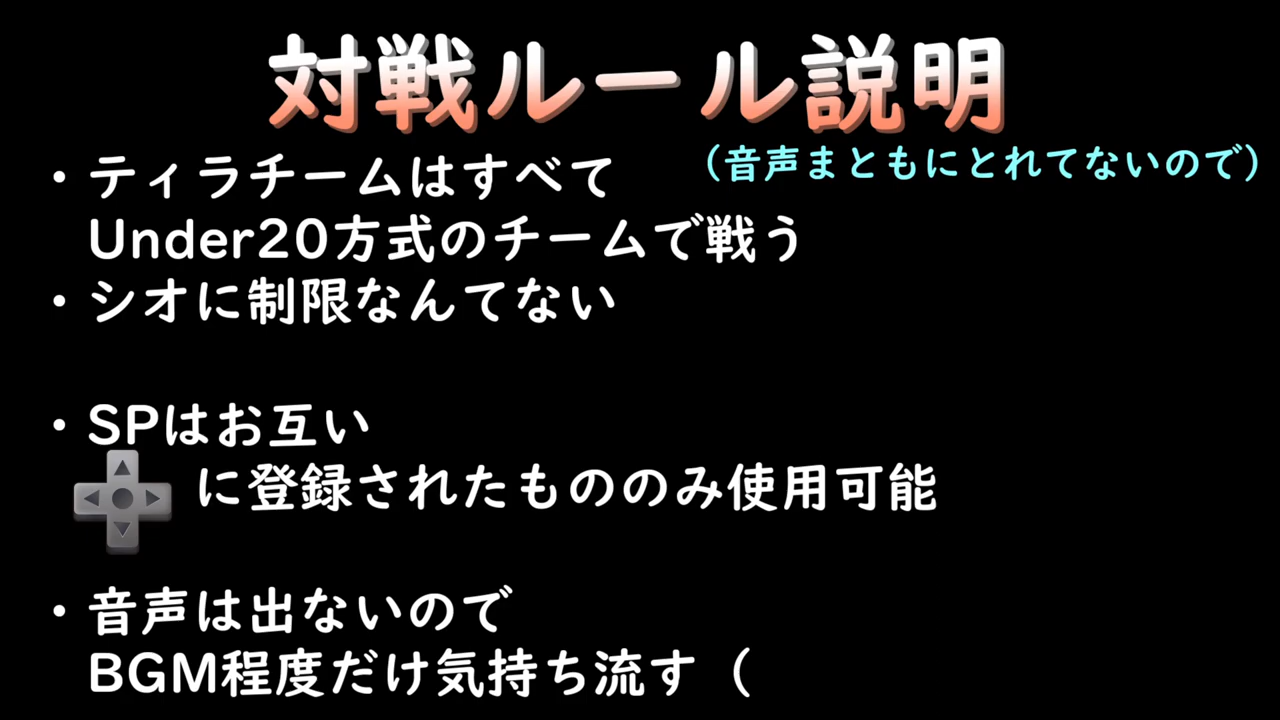 対戦ルール説明
（音声まともにとれてないので）
・ティラチームはすべて
Under20方式のチームで戦う
・シオに制限なんてない
・SPはお互い
に登録されたもののみ使用可能
・音声は出ないので
BGM程度だけ気持ち流す（